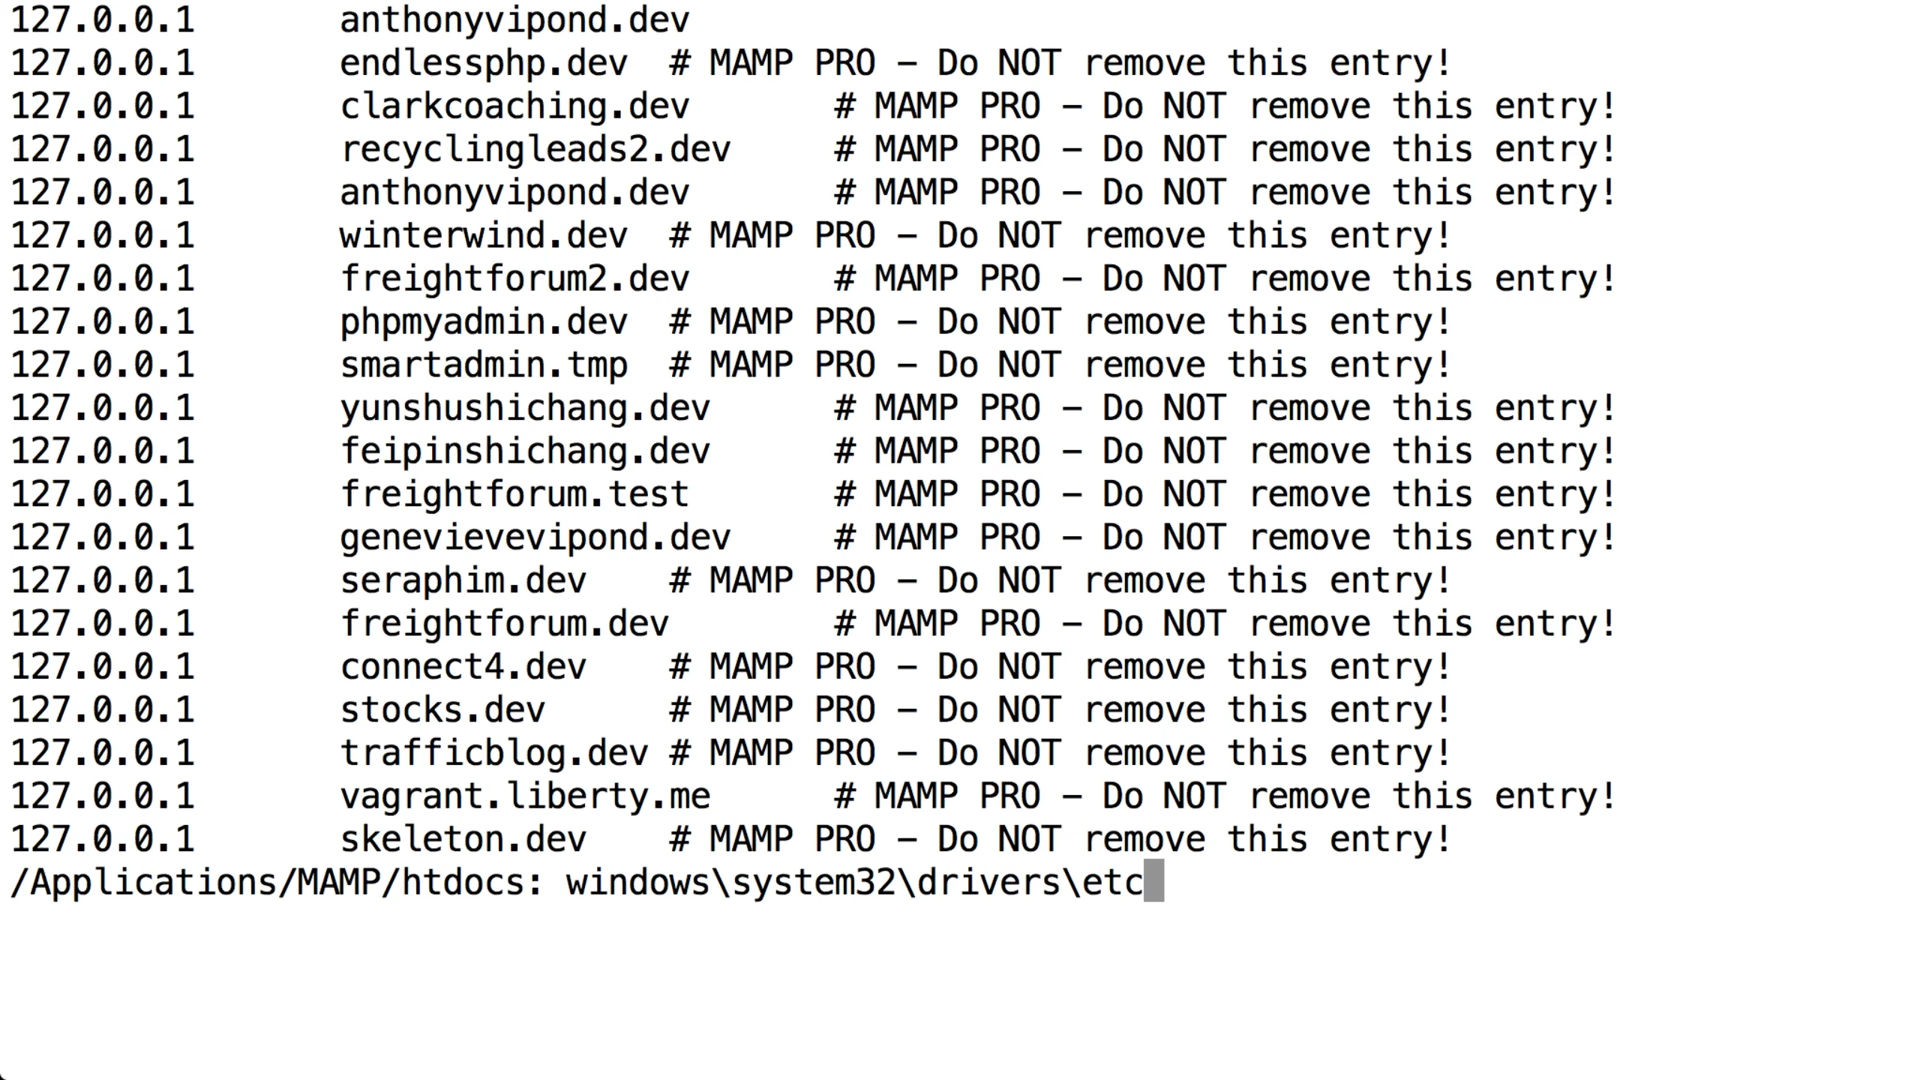 127.0.0.1       anthonyvipond.dev
127.0.0.1       endlessphp.dev  # MAMP PRO - Do NOT remove this entry!
127.0.0.1       clarkcoaching.dev       # MAMP PRO - Do NOT remove this entry!
127.0.0.1       recyclingleads2.dev     # MAMP PRO - Do NOT remove this entry!
127.0.0.1       anthonyvipond.dev       # MAMP PRO - Do NOT remove this entry!
127.0.0.1       winterwind.dev  # MAMP PRO - Do NOT remove this entry!
127.0.0.1       freightforum2.dev       # MAMP PRO - Do NOT remove this entry!
127.0.0.1       phpmyadmin.dev  # MAMP PRO - Do NOT remove this entry!
127.0.0.1       smartadmin.tmp  # MAMP PRO - Do NOT remove this entry!
127.0.0.1       yunshushichang.dev      # MAMP PRO - Do NOT remove this entry!
127.0.0.1       feipinshichang.dev      # MAMP PRO - Do NOT remove this entry!
127.0.0.1       freightforum.test       # MAMP PRO - Do NOT remove this entry!
127.0.0.1       genevievevipond.dev     # MAMP PRO - Do NOT remove this entry!
127.0.0.1       seraphim.dev    # MAMP PRO - Do NOT remove this entry!
127.0.0.1       freightforum.dev        # MAMP PRO - Do NOT remove this entry!
127.0.0.1       connect4.dev    # MAMP PRO - Do NOT remove this entry!
127.0.0.1       stocks.dev      # MAMP PRO - Do NOT remove this entry!
127.0.0.1       trafficblog.dev # MAMP PRO - Do NOT remove this entry!
127.0.0.1       vagrant.liberty.me      # MAMP PRO - Do NOT remove this entry!
127.0.0.1       skeleton.dev    # MAMP PRO - Do NOT remove this entry!
/Applications/MAMP/htdocs: windows\system32\drivers\etc